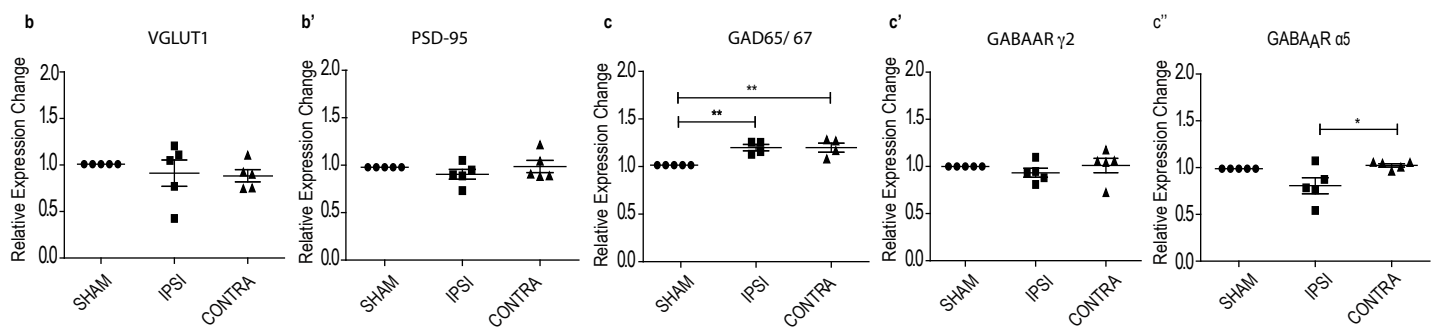 b
VGLUT1
Relative Expression Change
2.0
1.5
1.0
0.5
0.0
SHAM
IPSI
CONTRA
b'
PSD-95
Relative Expression Change
2.0
1.5
1.0
0.5
0.0
SHAM
IPSI
CONTRA
c
GAD65/ 67
Relative Expression Change
2.0
1.5
1.0
0.5
0.0
**
**
SHAM
IPSI
CONTRA
c'
GABAAR γ2
Relative Expression Change
2.0
1.5
1.0
0.5
0.0
SHAM
IPSI
CONTRA
c''
GABAAR α5
Relative Expression Change
2.0
1.5
1.0
0.5
0.0
*
SHAM
IPSI
CONTRA